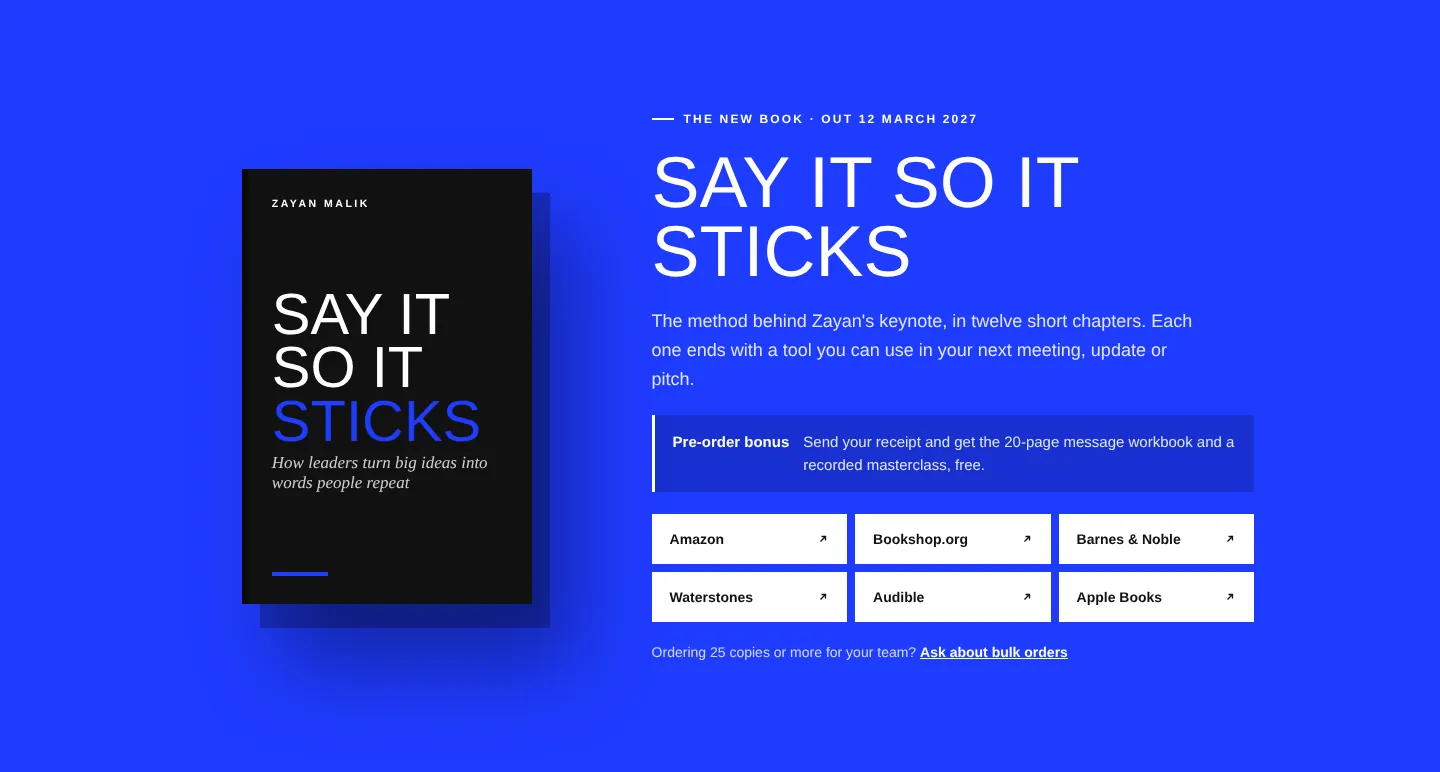 ZAYAN MALIK
SAY IT
SO IT
STICKS
How leaders turn big ideas into
words people repeat
THE NEW BOOK · OUT 12 MARCH 2027
SAY IT SO IT
STICKS
The method behind Zayan's keynote, in twelve short chapters. Each
one ends with a tool you can use in your next meeting, update or
pitch.
Pre-order bonus Send your receipt and get the 20-page message workbook and a
recorded masterclass, free.
Amazon ↗ Bookshop.org ↗ Barnes & Noble ↗
Waterstones ↗ Audible ↗ Apple Books ↗
Ordering 25 copies or more for your team? Ask about bulk orders